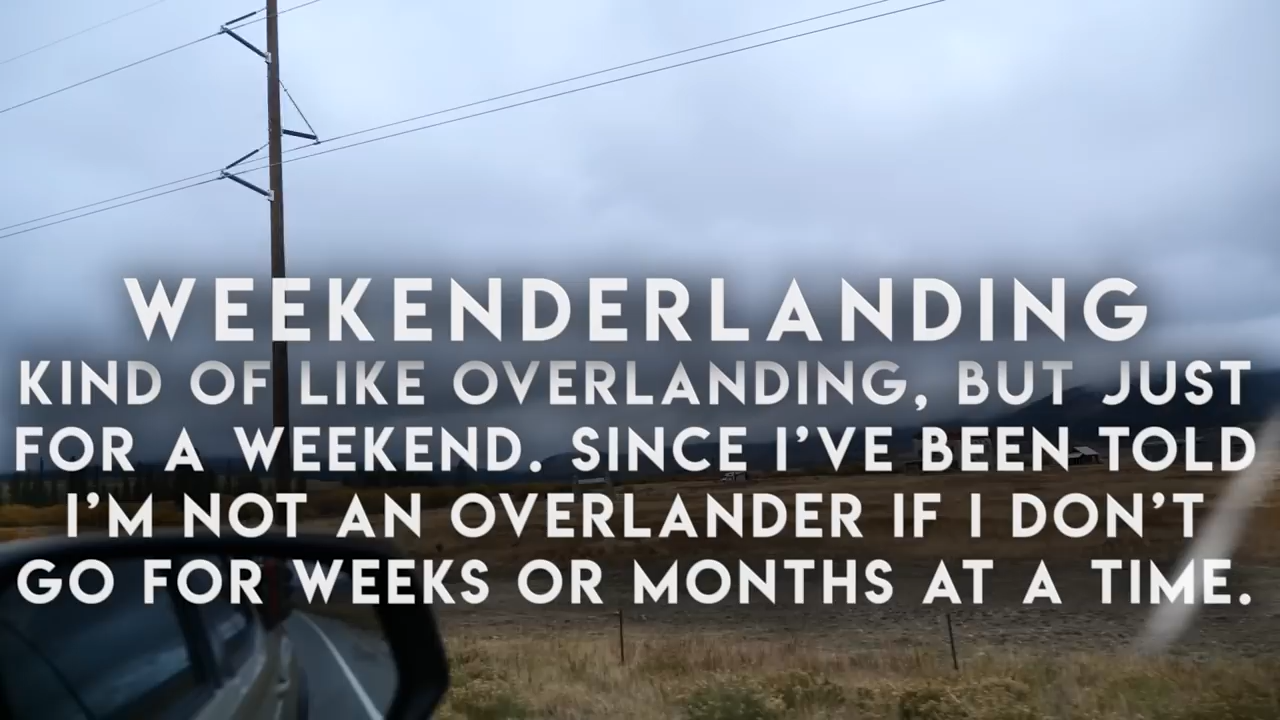 WEEKENDERLANDING
KIND OF LIKE OVERLANDING, BUT JUST
FOR A WEEKEND. SINCE I'VE BEEN TOLD
I'M NOT AN OVERLANDER IF I DON'T
GO FOR WEEKS OR MONTHS AT A TIME.